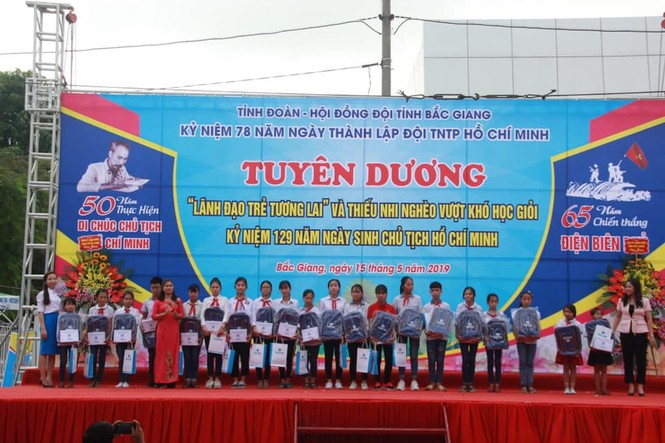 TỈNH ĐOÀN - HỘI ĐỒNG ĐỘI TỈNH BẮC GIANG
KỶ NIỆM 78 NĂM NGÀY THÀNH LẬP ĐỘI TNTP HỒ CHÍ MINH
TUYÊN DƯƠNG
"LÃNH ĐẠO TRẺ TƯƠNG LAI" VÀ THIẾU NHI NGHÈO VƯỢT KHÓ HỌC GIỎI
KỶ NIỆM 129 NĂM NGÀY SINH CHỦ TỊCH HỒ CHÍ MINH
Bắc Giang, ngày 15 tháng 5 năm 2019
50 Năm
Thực Hiện
DI CHÚC CHỦ TỊCH
CHÍ MINH
65 Năm
Chiến thắng
ĐIỆN BIÊN